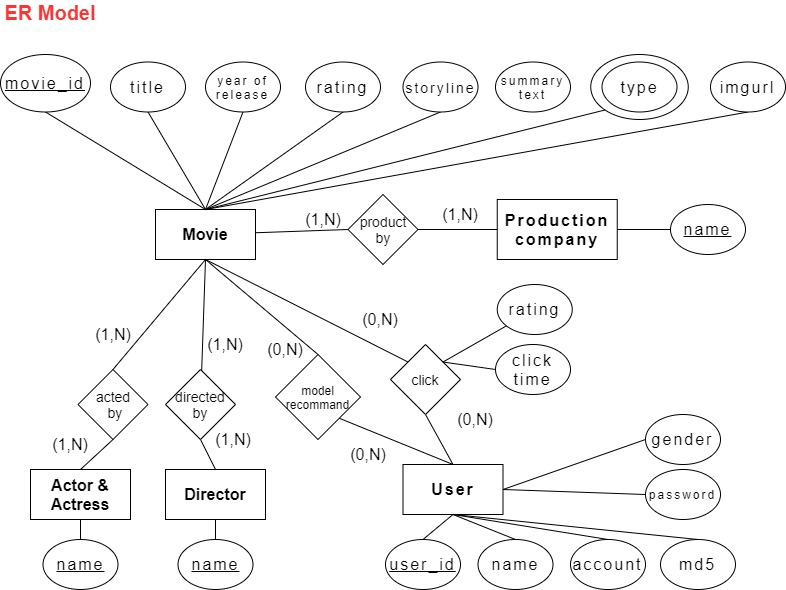 ER Model
movie_id
title
year of
release
rating
storyline
summary
text
type
imgurl
Movie
(1,N)
product
by
(1,N)
Production
company
name
(1,N)
(1,N)
(0,N)
(0,N)
rating
click
time
acted
by
directed
by
model
recommand
click
(1,N)
(1,N)
(0,N)
(0,N)
Actor &
Actress
Director
User
gender
password
name
name
user_id
name
account
md5